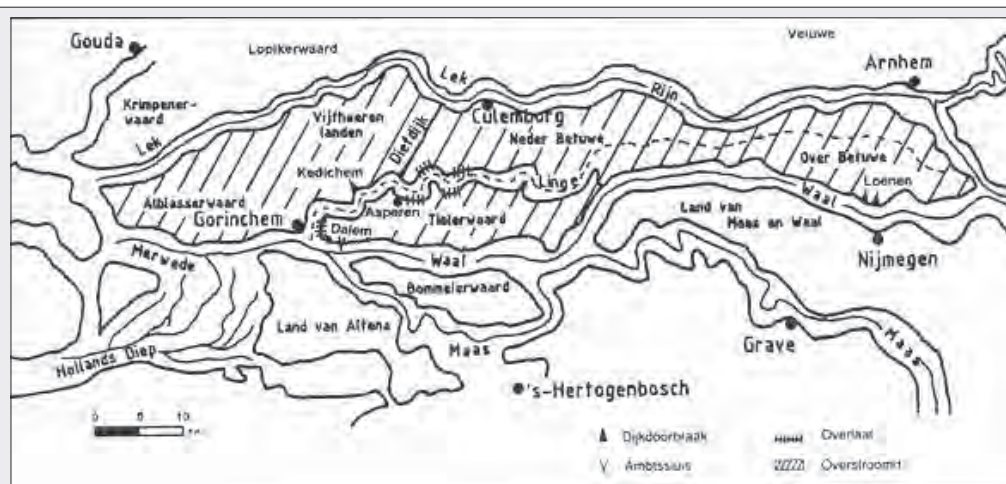 Gouda
Lopikerwaard
Veluwe
Arnhem
Lek
Rijn
Krimpener-
waard
Vijfheeren
landen
Culemborg
Diefdijk
Neder Betuwe
Over Betuwe
Lek
Kedichem
Linge
Loenen
Alblasserwaard
Asperen
Waal
Gorinchem
Tielerwaard
Land van
Maas en Waal
Dalem
Nijmegen
Merwede
Waal
Bommelerwaard
Land van Altena
Maas
Grave
Maas
Hollands Diep
's-Hertogenbosch
0 5 10
Dijkdoorbraak
Overlaat